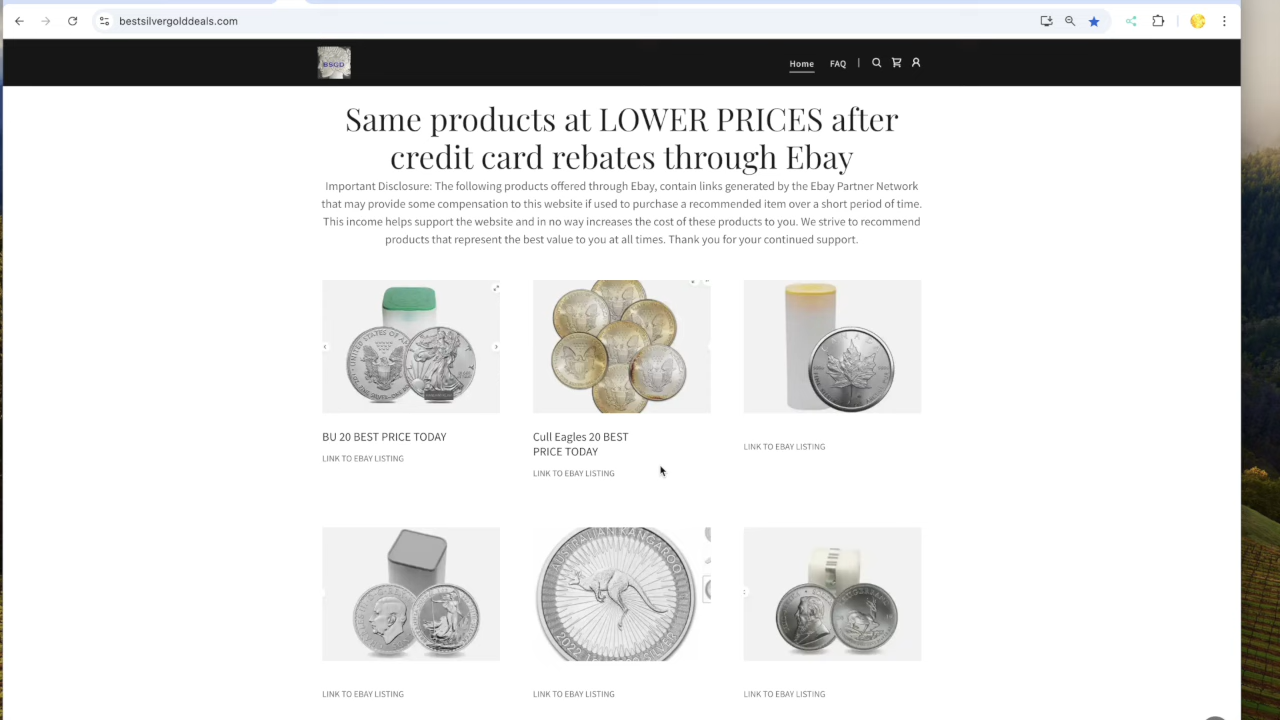 bestsilvergolddeals.com
BSGD
Home
FAQ
Same products at LOWER PRICES after
credit card rebates through Ebay
Important Disclosure: The following products offered through Ebay, contain links generated by the Ebay Partner Network
that may provide some compensation to this website if used to purchase a recommended item over a short period of time.
This income helps support the website and in no way increases the cost of these products to you. We strive to recommend
products that represent the best value to you at all times. Thank you for your continued support.
BU 20 BEST PRICE TODAY
LINK TO EBAY LISTING
Cull Eagles 20 BEST
PRICE TODAY
LINK TO EBAY LISTING
LINK TO EBAY LISTING
AUSTRALIAN KANGAROO
2022
LINK TO EBAY LISTING
LINK TO EBAY LISTING
LINK TO EBAY LISTING